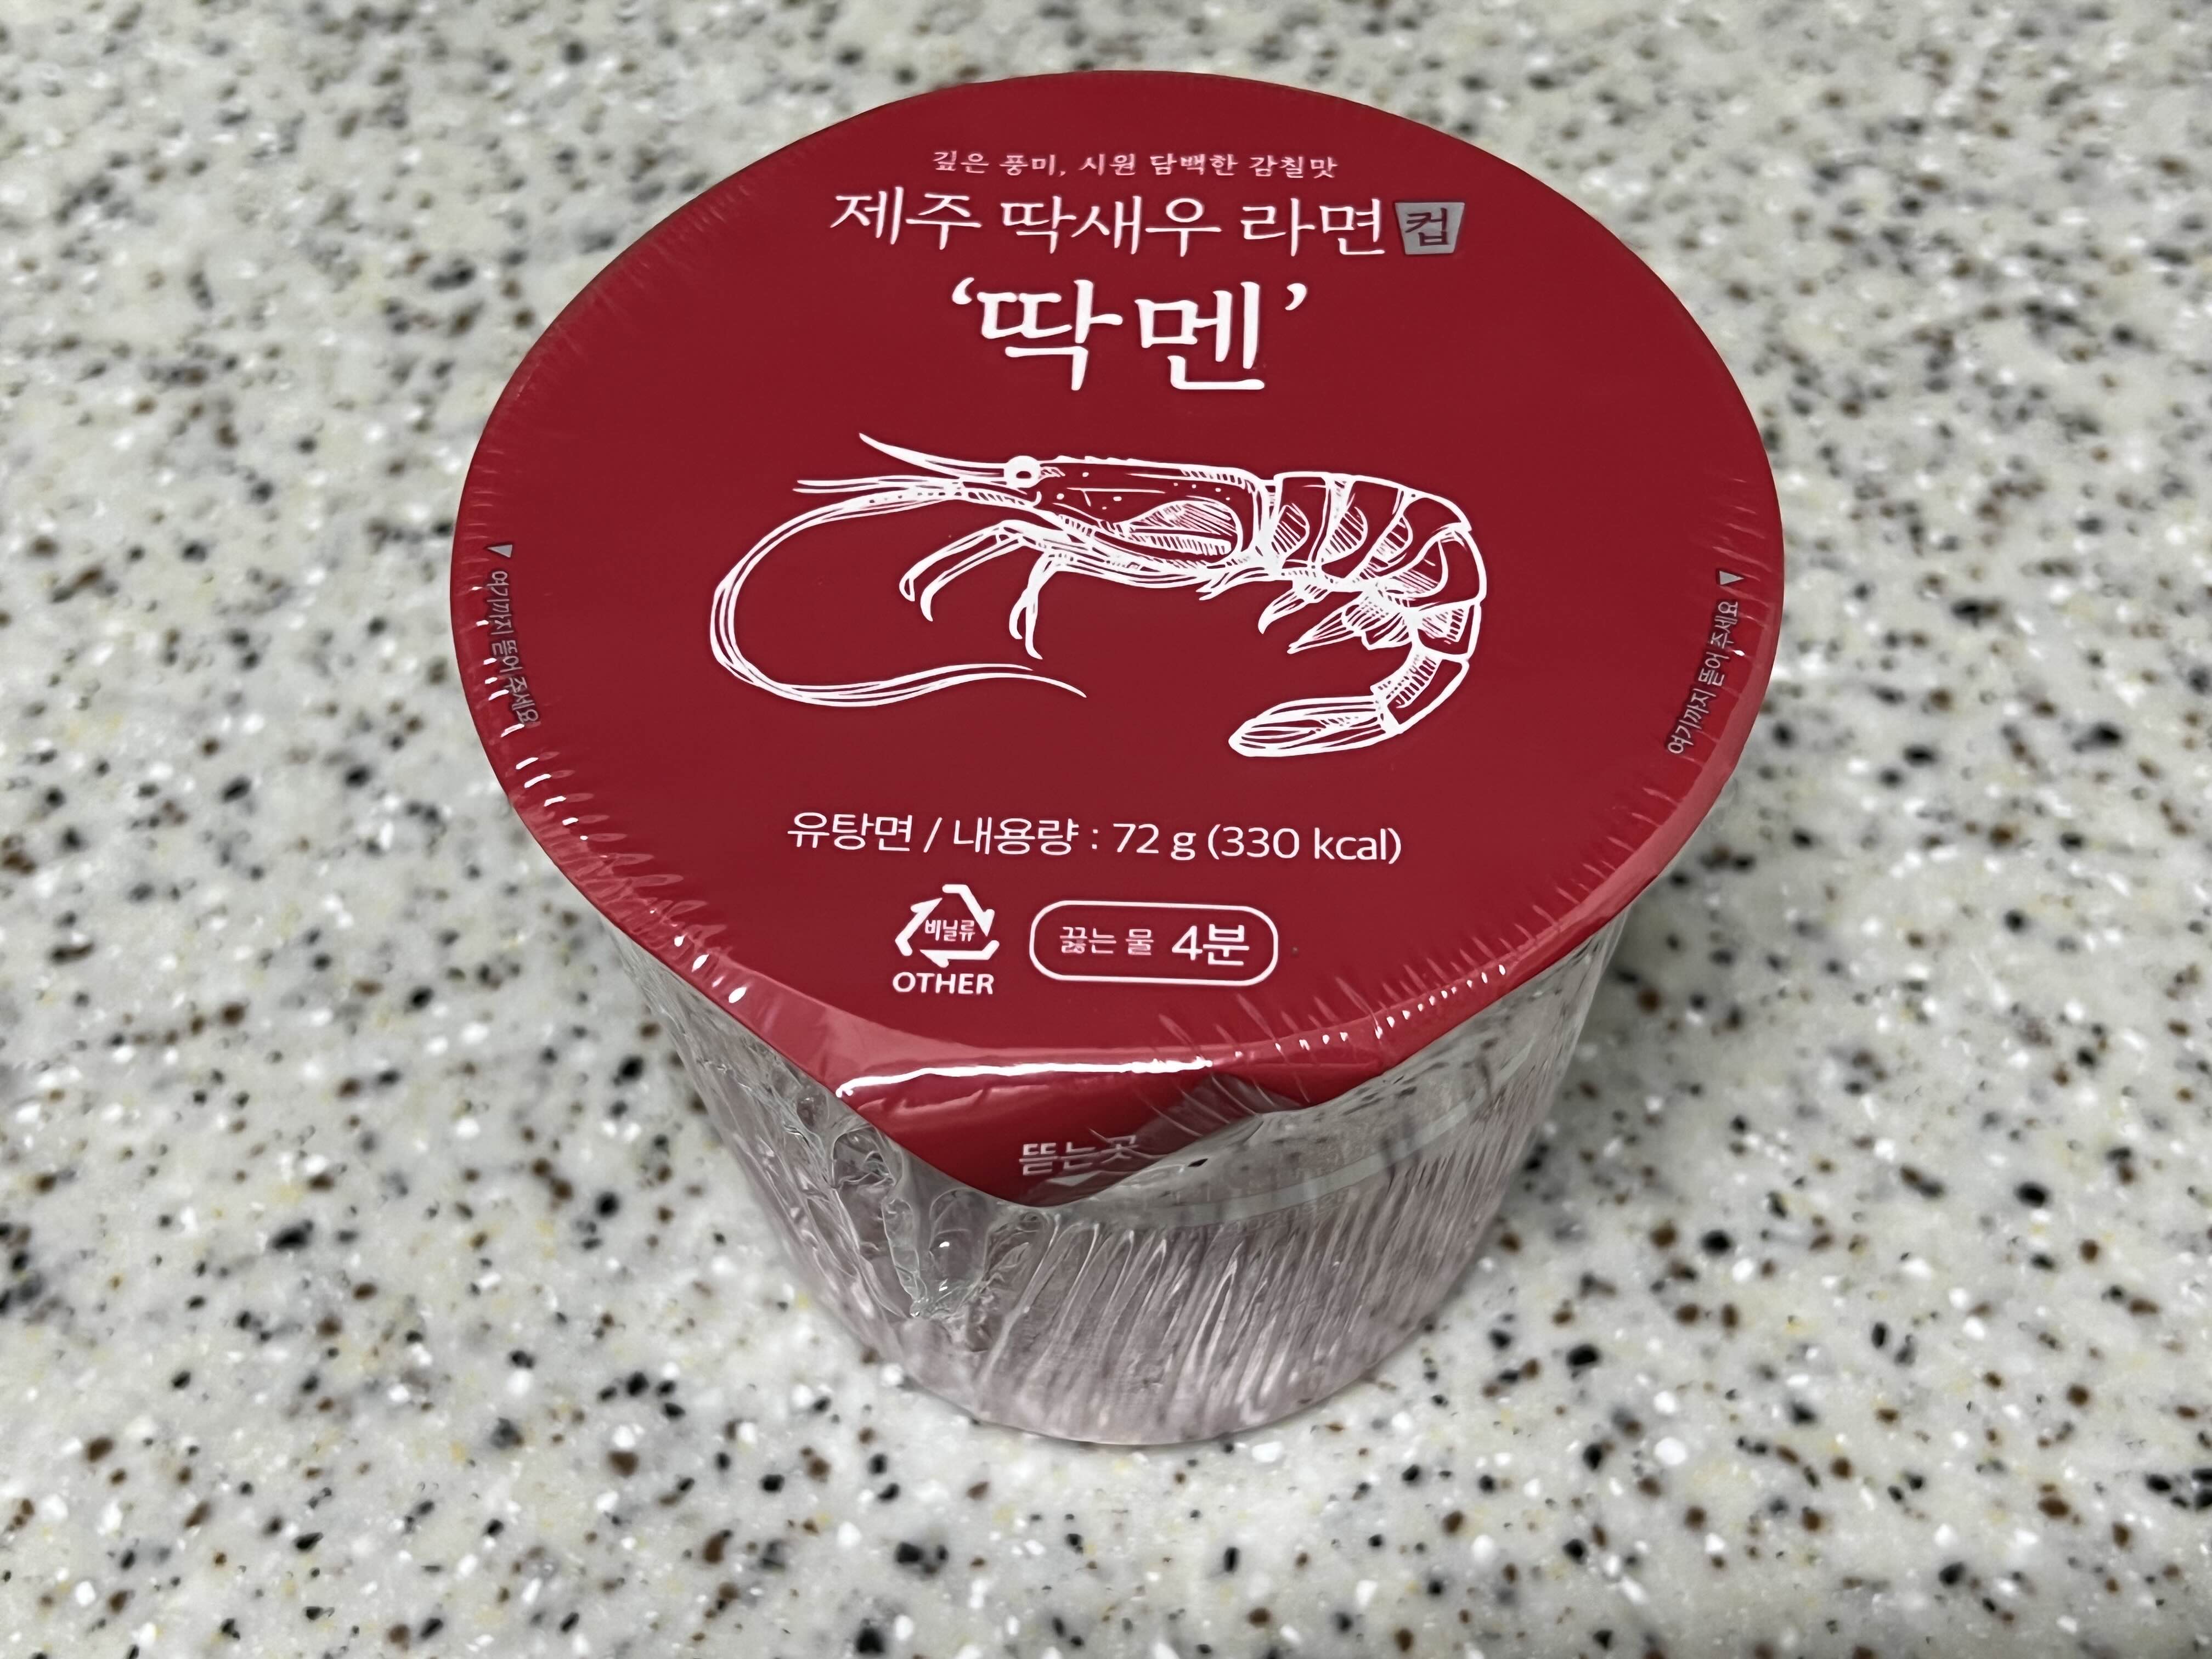 깊은 풍미, 시원 담백한 감칠맛
제주 딱새우 라면 컵
‘딱멘’
여기까지 뜯어 주세요
여기까지 뜯어 주세요
유탕면 / 내용량 : 72 g (330 kcal)
비닐류
OTHER
끓는 물 4분
뜯는곳